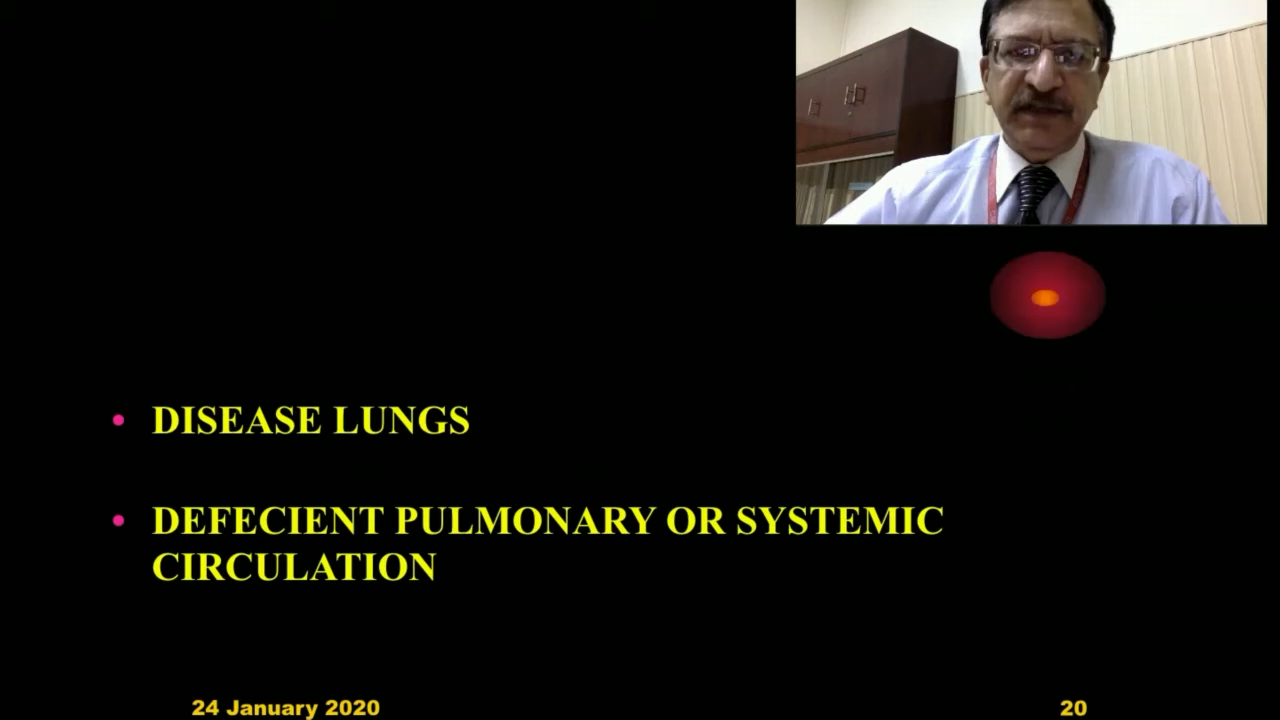 • DISEASE LUNGS
• DEFECIENT PULMONARY OR SYSTEMIC
CIRCULATION
24 January 2020
20